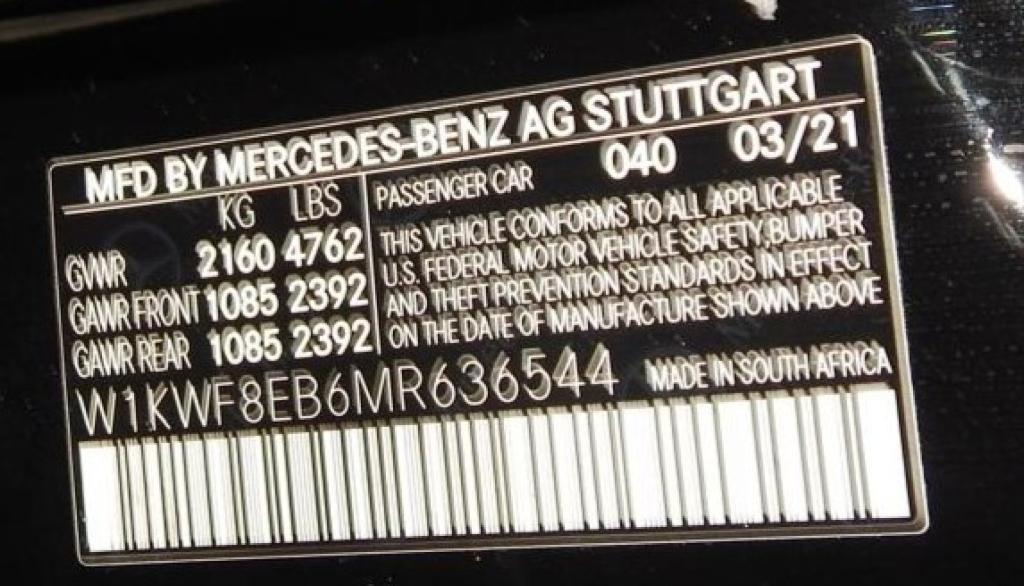 MFD BY MERCEDES-BENZ AG STUTTGART
KG LBS
GVWR 2160 4762
GAWR FRONT 1085 2392
GAWR REAR 1085 2392
PASSENGER CAR 040 03/21
THIS VEHICLE CONFORMS TO ALL APPLICABLE
U.S. FEDERAL MOTOR VEHICLE SAFETY,BUMPER
AND THEFT PREVENTION STANDARDS IN EFFECT
ON THE DATE OF MANUFACTURE SHOWN ABOVE
W1KWF8EB6MR636544 MADE IN SOUTH AFRICA